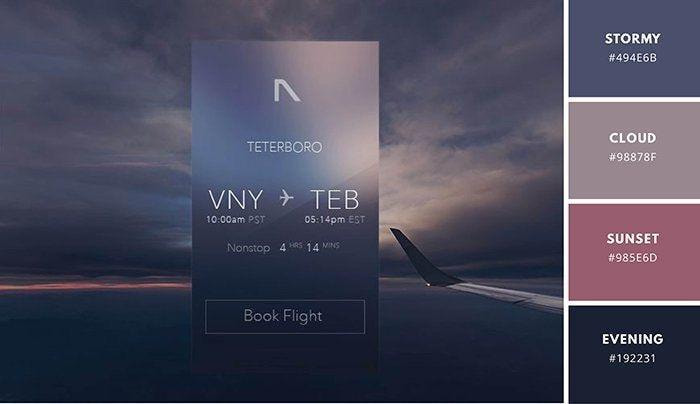 TETERBORO
VNY TEB
10:00am PST 05:14pm EST
Nonstop 4 HRS 14 MINS
Book Flight
STORMY
#494E6B
CLOUD
#98878F
SUNSET
#985E6D
EVENING
#192231